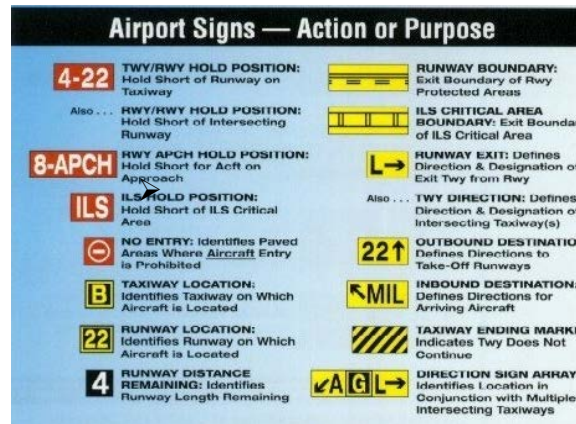 Airport Signs — Action or Purpose
4-22
TWY/RWY HOLD POSITION:
Hold Short of Runway on
Taxiway
Also . . .
RWY/RWY HOLD POSITION:
Hold Short of Intersecting
Runway
8-APCH
RWY APCH HOLD POSITION:
Hold Short for Acft on
Approach
ILS
ILS HOLD POSITION:
Hold Short of ILS Critical
Area
NO ENTRY: Identifies Paved
Areas Where Aircraft Entry
is Prohibited
B
TAXIWAY LOCATION:
Identifies Taxiway on Which
Aircraft is Located
22
RUNWAY LOCATION:
Identifies Runway on Which
Aircraft is Located
4
RUNWAY DISTANCE
REMAINING: Identifies
Runway Length Remaining
RUNWAY BOUNDARY:
Exit Boundary of Rwy
Protected Areas
ILS CRITICAL AREA
BOUNDARY: Exit Bounda
of ILS Critical Area
L→
RUNWAY EXIT: Defines
Direction & Designation of
Exit Twy from Rwy
Also . . .
TWY DIRECTION: Defines
Direction & Designation of
Intersecting Taxiway(s)
22↑
OUTBOUND DESTINATIO
Defines Directions to
Take-Off Runways
↖MIL
INBOUND DESTINATION:
Defines Directions for
Arriving Aircraft
TAXIWAY ENDING MARK
Indicates Twy Does Not
Continue
↙A G L→
DIRECTION SIGN ARRAY
Identifies Location in
Conjunction with Multiple
Intersecting Taxiways